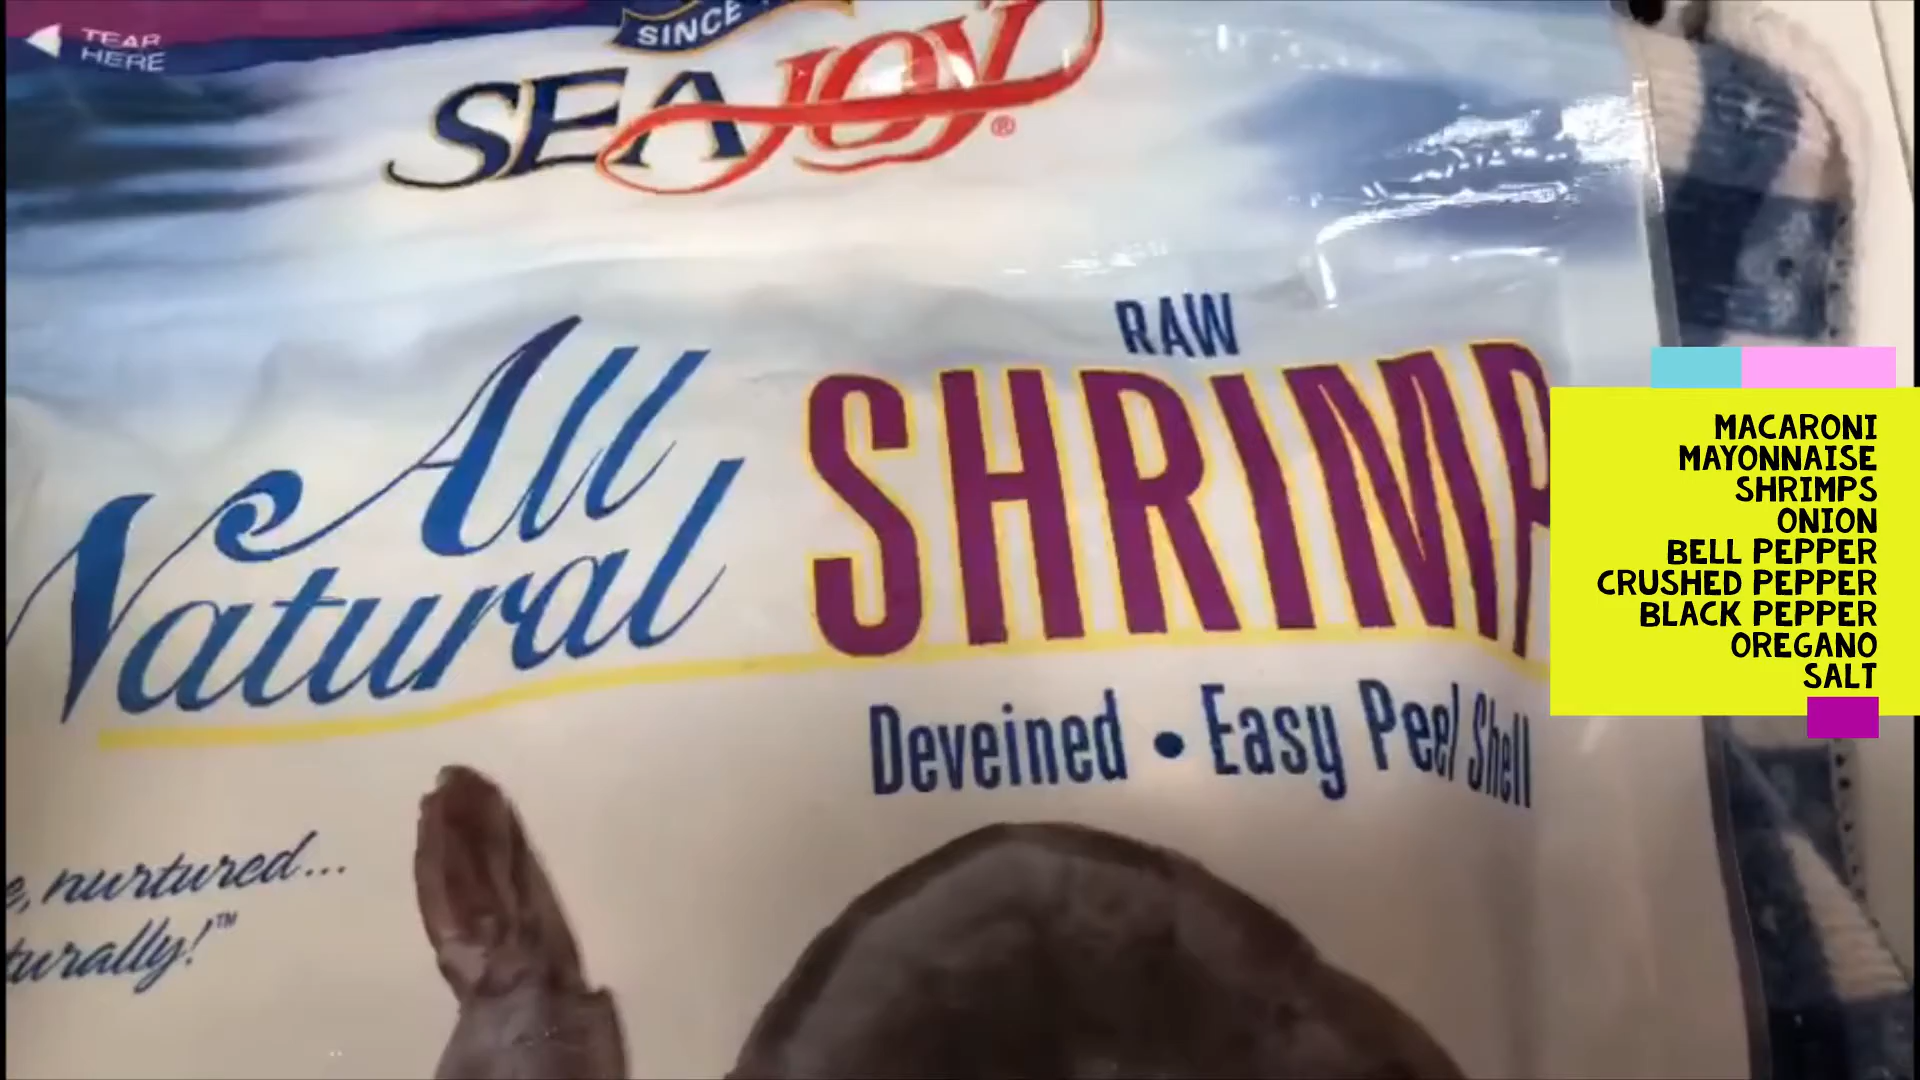 TEAR
HERE
SINCE
SEAJOY®
All
Natural
RAW
SHRIMP
Deveined • Easy Peel Shell
nurtured...
MACARONI
MAYONNAISE
SHRIMPS
ONION
BELL PEPPER
CRUSHED PEPPER
BLACK PEPPER
OREGANO
SALT